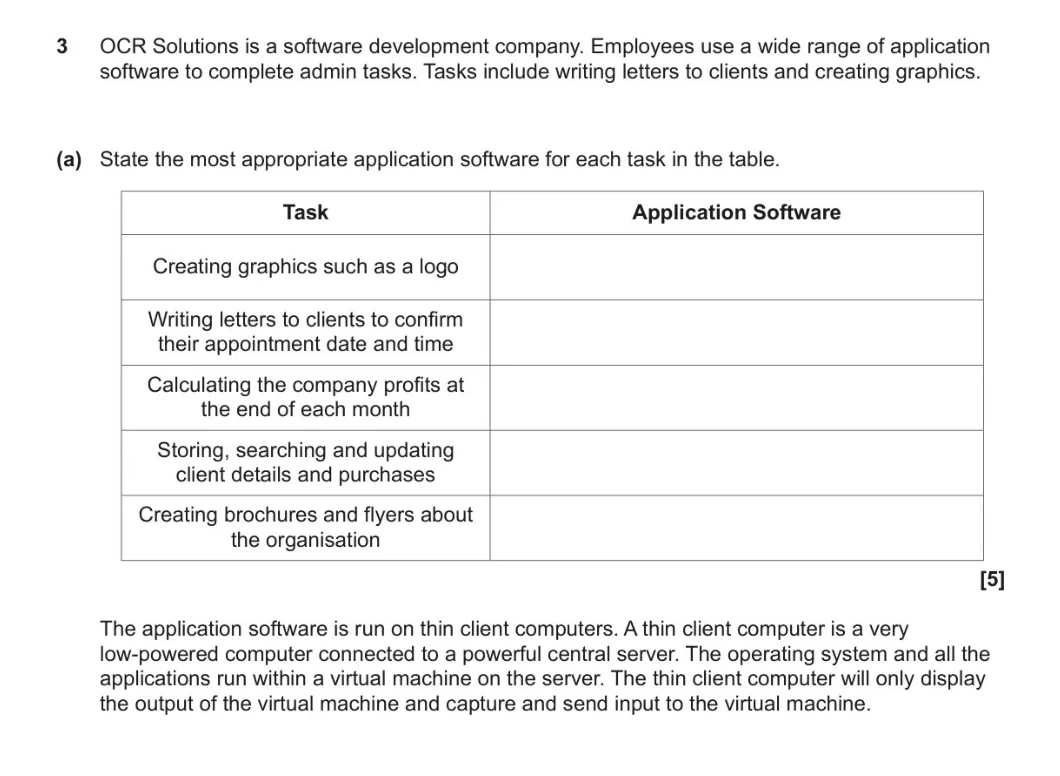 3 OCR Solutions is a software development company. Employees use a wide range of application
software to complete admin tasks. Tasks include writing letters to clients and creating graphics.
(a) State the most appropriate application software for each task in the table.
Task Application Software
Creating graphics such as a logo
Writing letters to clients to confirm
their appointment date and time
Calculating the company profits at
the end of each month
Storing, searching and updating
client details and purchases
Creating brochures and flyers about
the organisation
[5]
The application software is run on thin client computers. A thin client computer is a very
low-powered computer connected to a powerful central server. The operating system and all the
applications run within a virtual machine on the server. The thin client computer will only display
the output of the virtual machine and capture and send input to the virtual machine.